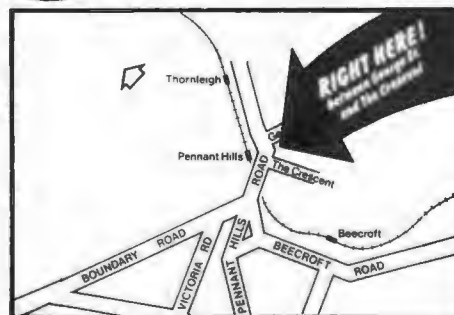 RIGHT HERE!
Between George St.
and The Crescent
Thornleigh
Pennant Hills
The Crescent
ROAD
Beecroft
BOUNDARY ROAD
VICTORIA RD
PENNANT HILLS
BEECROFT ROAD